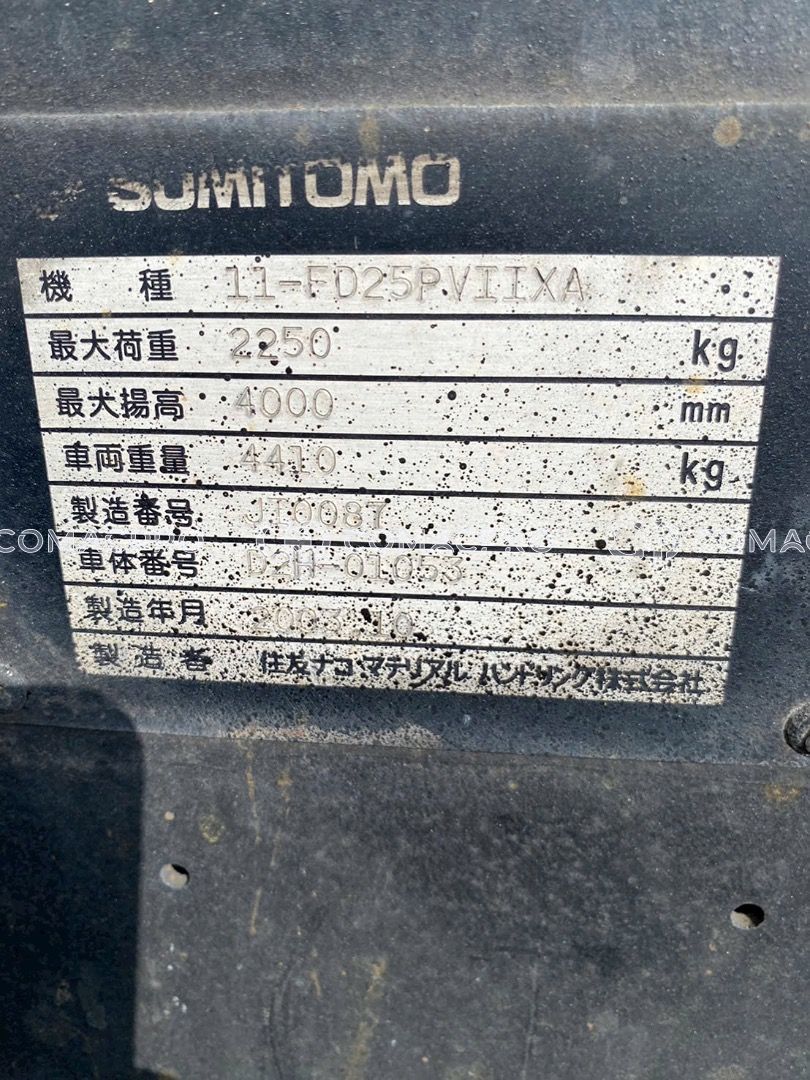 SUMITOMO
機 種 11-FD25PVIIXA
最大荷重 2250 kg
最大揚高 4000 mm
車両重量 4410 kg
製造番号 JT0087
車体番号 D2H-01053
製造年月 2003.10
製造者 住友ナコ マテリアル ハンドリング株式会社